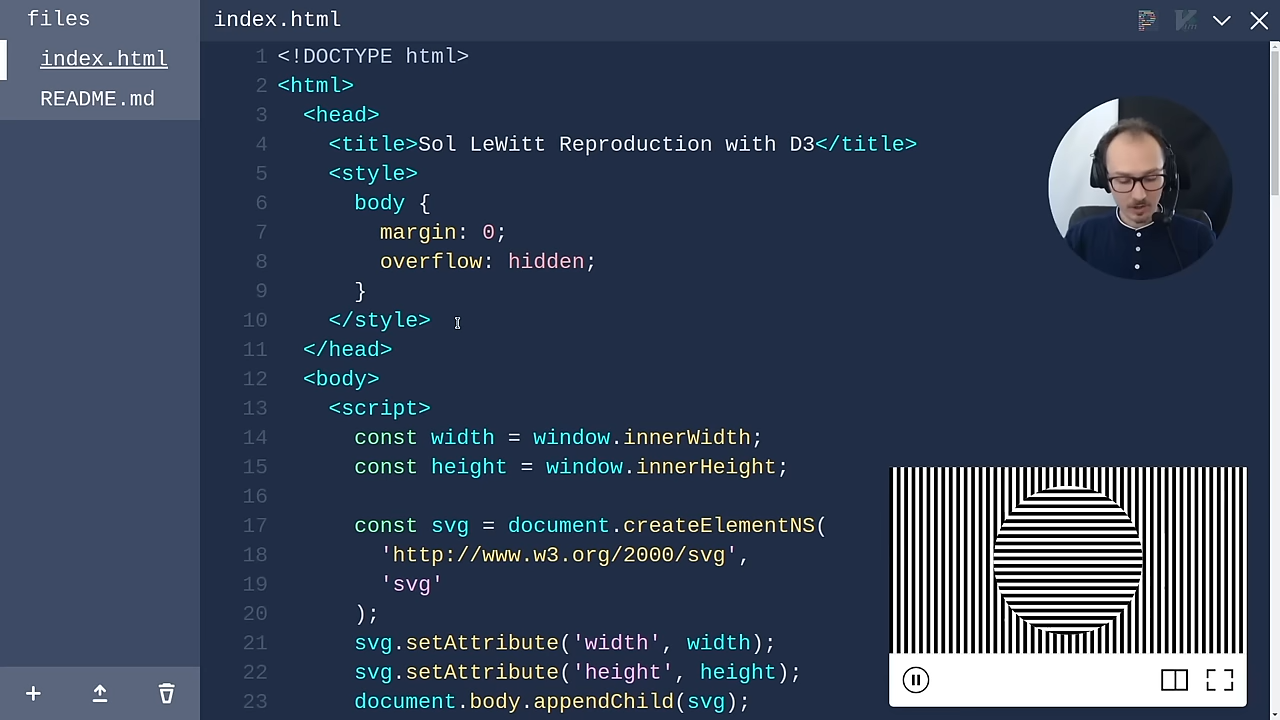 files
index.html
README.md
index.html
1 <!DOCTYPE html>
2 <html>
3 <head>
4 <title>Sol LeWitt Reproduction with D3</title>
5 <style>
6 body {
7 margin: 0;
8 overflow: hidden;
9 }
10 </style>
11 </head>
12 <body>
13 <script>
14 const width = window.innerWidth;
15 const height = window.innerHeight;
16
17 const svg = document.createElementNS(
18 'http://www.w3.org/2000/svg',
19 'svg'
20 );
21 svg.setAttribute('width', width);
22 svg.setAttribute('height', height);
23 document.body.appendChild(svg);